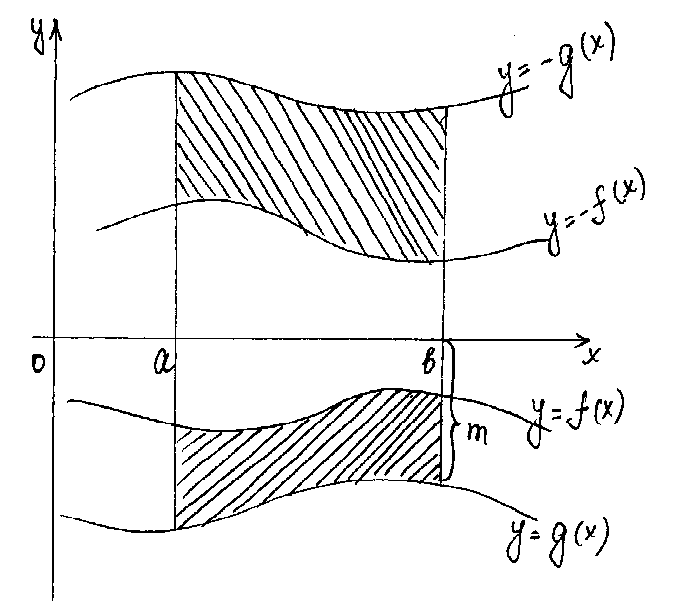 y
y=-g(x)
y=-f(x)
0 a b x
y=f(x)
m
y=g(x)